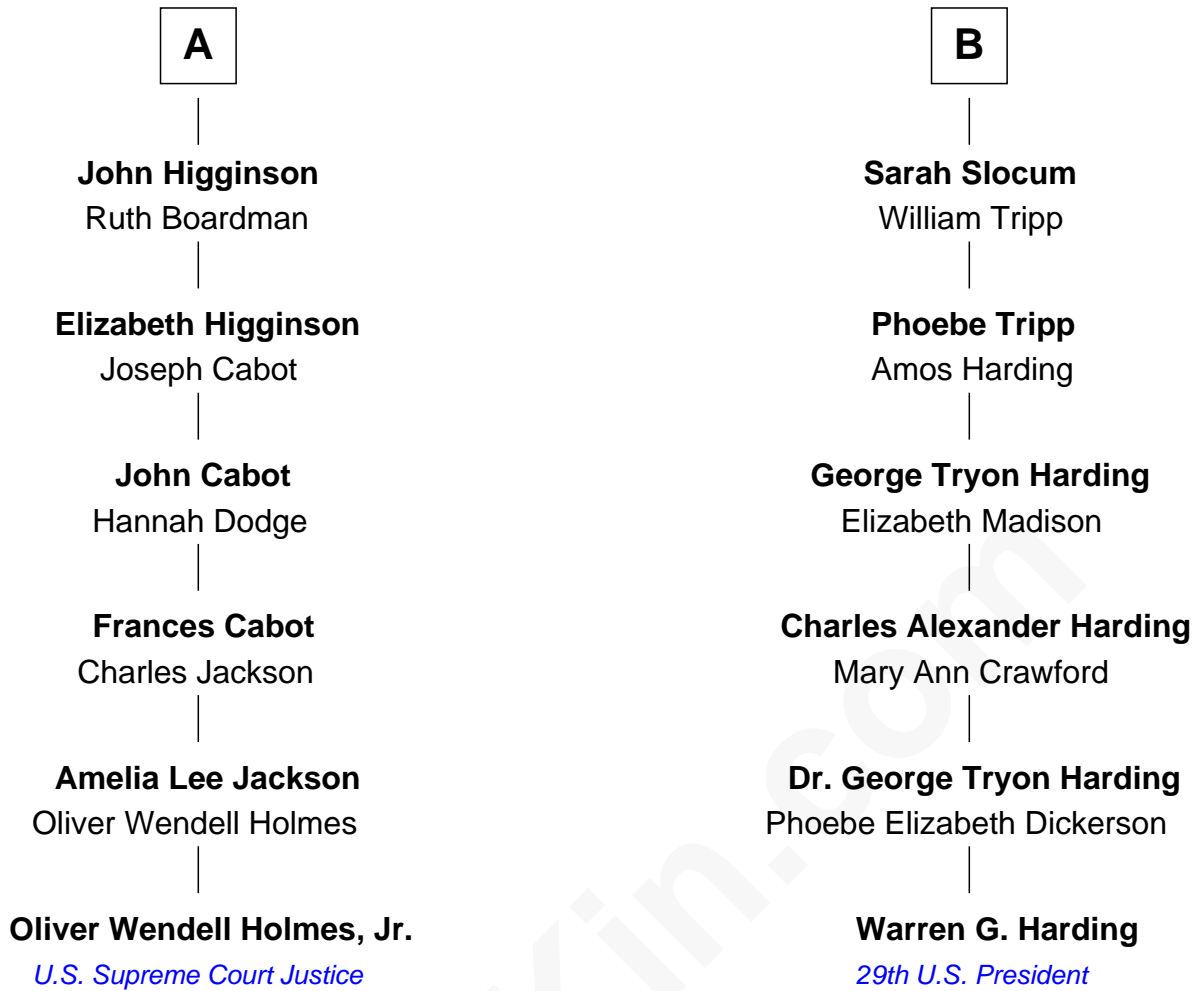 A
John Higginson
Ruth Boardman
Elizabeth Higginson
Joseph Cabot
John Cabot
Hannah Dodge
Frances Cabot
Charles Jackson
Amelia Lee Jackson
Oliver Wendell Holmes
Oliver Wendell Holmes, Jr.
U.S. Supreme Court Justice
B
Sarah Slocum
William Tripp
Phoebe Tripp
Amos Harding
George Tryon Harding
Elizabeth Madison
Charles Alexander Harding
Mary Ann Crawford
Dr. George Tryon Harding
Phoebe Elizabeth Dickerson
Warren G. Harding
29th U.S. President